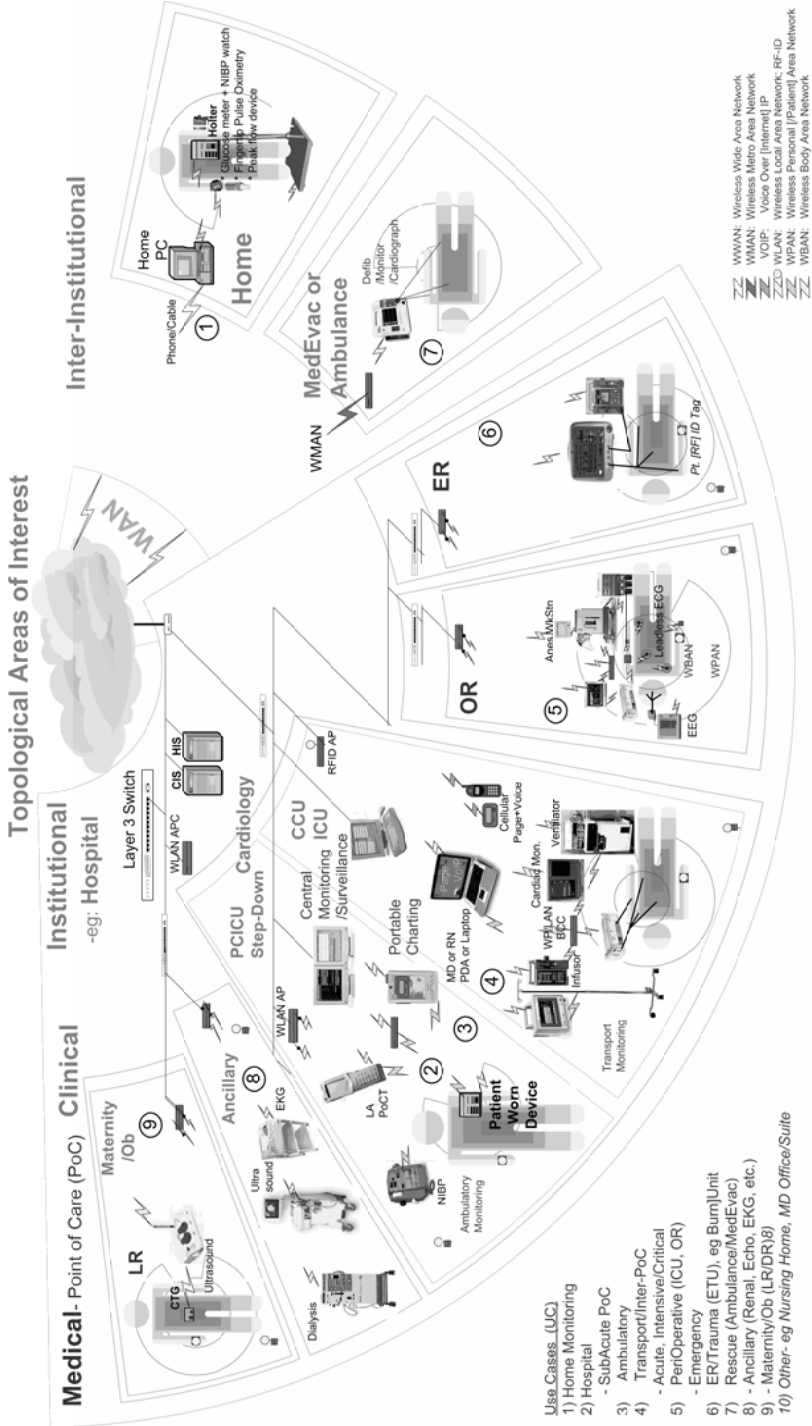 Topological Areas of Interest
Medical- Point of Care (PoC) Clinical
Institutional
-eg: Hospital
Inter-Institutional
WAN
Layer 3 Switch
WLAN APC
CIS
HIS
Maternity
/Ob
9
LR
CTG
Ultrasound
Ancillary
8
EKG
Ultra
sound
Dialysis
PCICU
Step-Down
Cardiology
WLAN AP
Central
Monitoring
/Surveillance
CCU
ICU
RFID AP
LA
PoCT
2
3
Portable
Charting
MD or RN
PDA or Laptop
Page
VoIP
Cellular
Page+Voice
4
NIBP
Ambulatory
Monitoring
Patient
Worn
Device
Transport
Monitoring
Infusor
WP/LAN
BCC
Cardiac Mon.
Ventilator
OR
5
Anes WkStn
Leadless ECG
WBAN
WPAN
EEG
ER
6
Pt. [RF] ID Tag
MedEvac or
Ambulance
WMAN
7
Defib
/Monitor
/Cardiograph
Home
PC
Phone/Cable
1
Home
Holter
• Glucose meter + NIBP watch
• Fingertip Pulse Oximetry
• Peak flow device
Use Cases (UC)
1) Home Monitoring
2) Hospital
- SubAcute PoC
3) Ambulatory
4) Transport/Inter-PoC
- Acute, Intensive/Critical
5) PeriOperative (ICU, OR)
- Emergency
6) ER/Trauma (ETU), eg Burn]Unit
7) Rescue (Ambulance/MedEvac)
8) - Ancillary (Renal, Echo, EKG, etc.)
9) - Maternity/Ob (LR/DR)8)
10) Other- eg Nursing Home, MD Office/Suite
WWAN: Wireless Wide Area Network
WMAN: Wireless Metro Area Network
VOIP: Voice Over [Internet] IP
WLAN: Wireless Local Area Network; RF-ID
WPAN: Wireless Personal [/Patient] Area Network
WBAN: Wireless Body Area Network